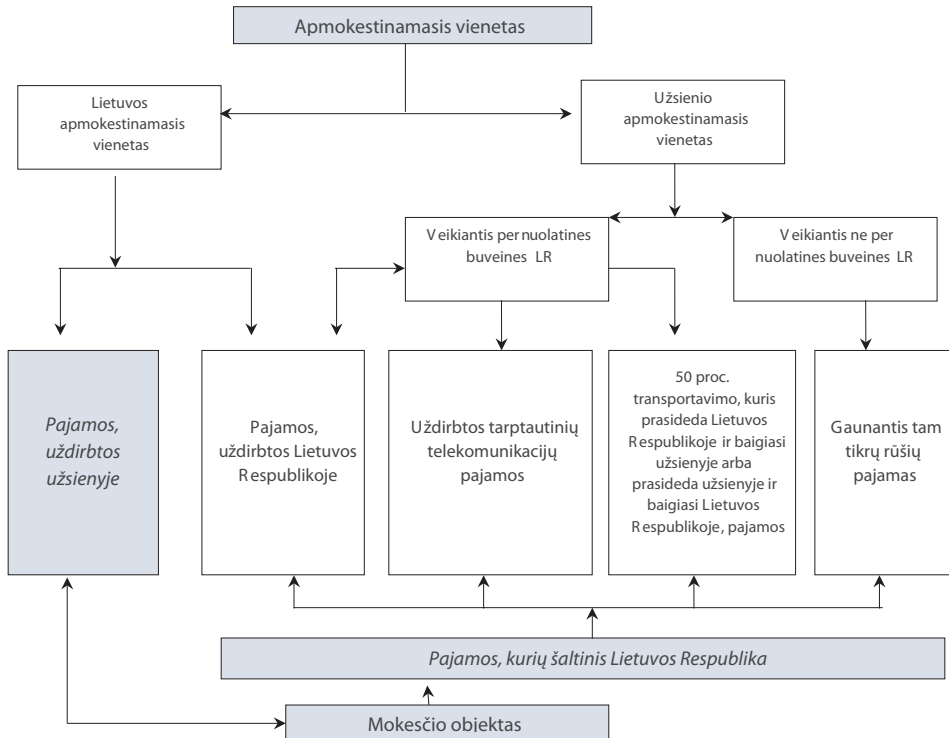 Apmokestinamasis vienetas
Lietuvos
apmokestinamasis
vienetas
Užsienio
apmokestinamasis
vienetas
Veikiantis per nuolatines
buveines LR
Veikiantis ne per
nuolatines buveines LR
Pajamos,
uždirbtos
užsienyje
Pajamos,
uždirbtos Lietuvos
Respublikoje
Uždirbtos tarptautinių
telekomunikacijų
pajamos
50 proc.
transportavimo, kuris
prasideda Lietuvos
Respublikoje ir baigiasi
užsienyje arba
prasideda užsienyje ir
baigiasi Lietuvos
Respublikoje, pajamos
Gaunantis tam
tikrų rūšių
pajamas
Pajamos, kurių šaltinis Lietuvos Respublika
Mokesčio objektas